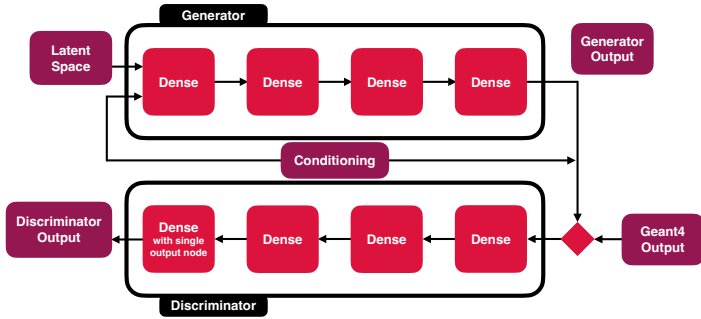 Generator
Latent
Space
Dense
Dense
Dense
Dense
Generator
Output
Conditioning
Discriminator
Output
Dense
with single
output node
Dense
Dense
Dense
Geant4
Output
Discriminator